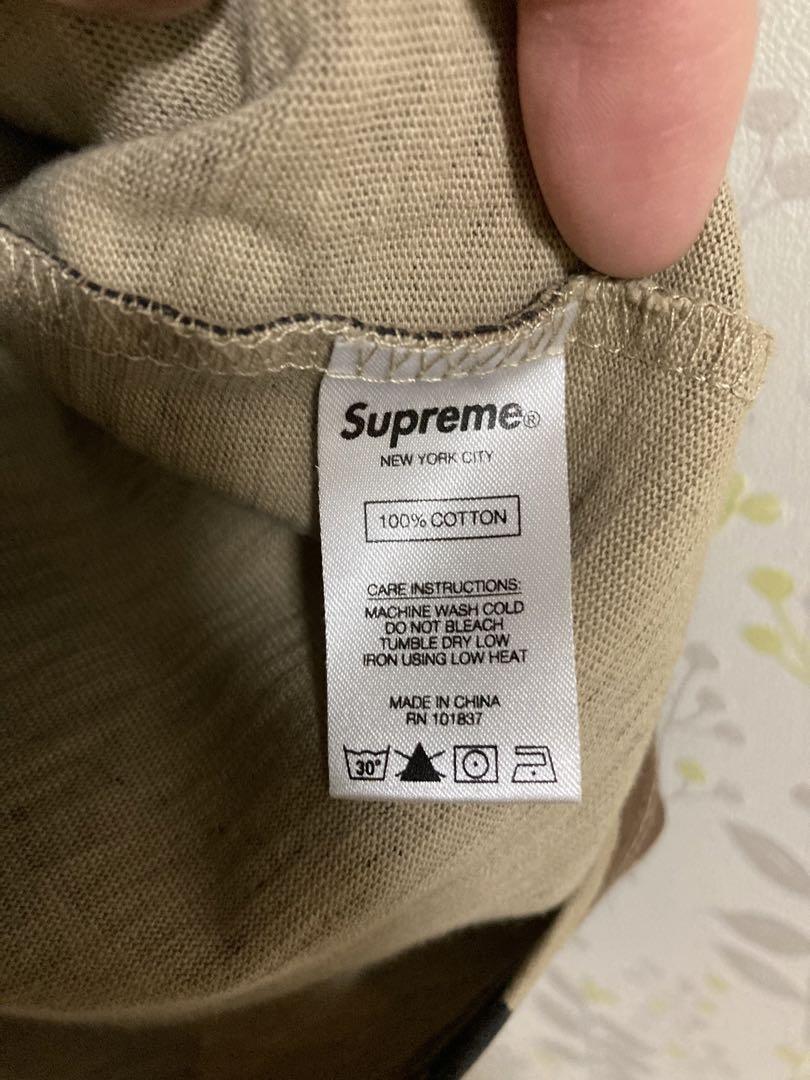 Supreme®
NEW YORK CITY
100% COTTON
CARE INSTRUCTIONS:
MACHINE WASH COLD
DO NOT BLEACH
TUMBLE DRY LOW
IRON USING LOW HEAT
MADE IN CHINA
RN 101837
30°